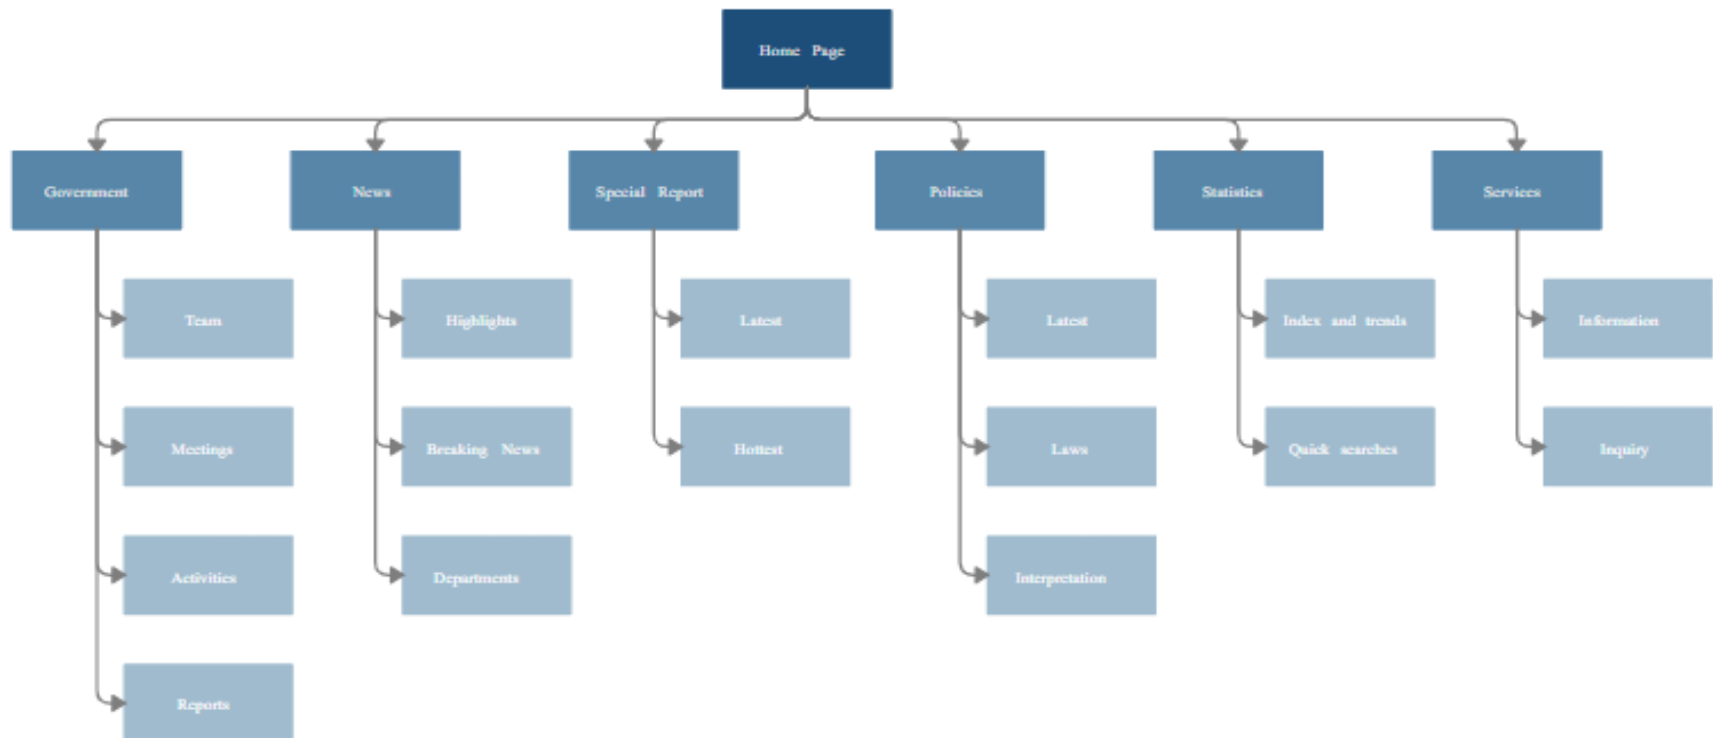 Home Page
Government
News
Special Report
Policies
Statistics
Services
Team
Highlights
Latest
Latest
Index and trends
Information
Meetings
Breaking News
Hottest
Laws
Quick searches
Inquiry
Activities
Departments
Interpretation
Reports